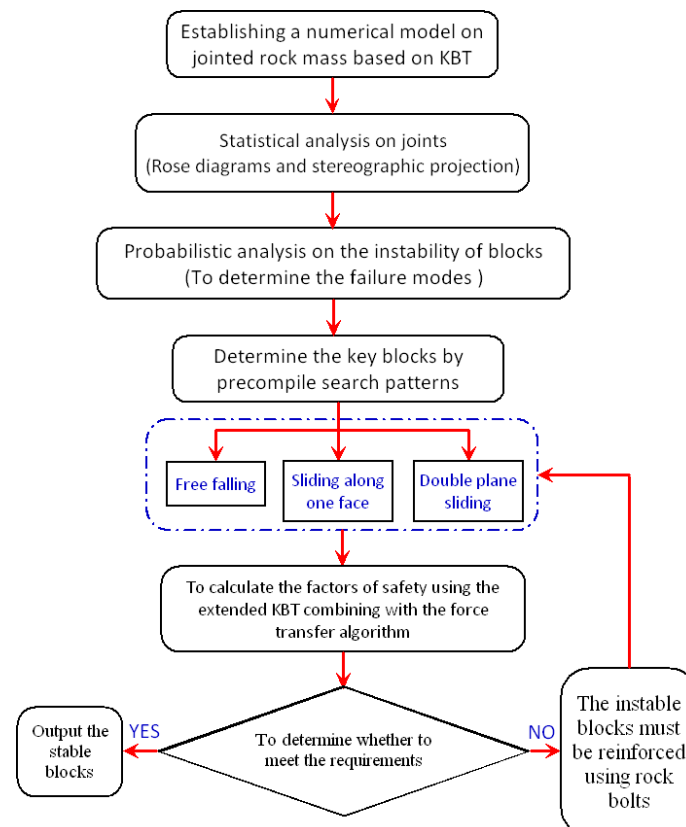 Establishing a numerical model on
jointed rock mass based on KBT
Statistical analysis on joints
(Rose diagrams and stereographic projection)
Probabilistic analysis on the instability of blocks
(To determine the failure modes )
Determine the key blocks by
precompile search patterns
Free falling
Sliding along
one face
Double plane
sliding
To calculate the factors of safety using the
extended KBT combining with the force
transfer algorithm
To determine whether to
meet the requirements
YES
Output the
stable
blocks
NO
The instable
blocks must
be reinforced
using rock
bolts